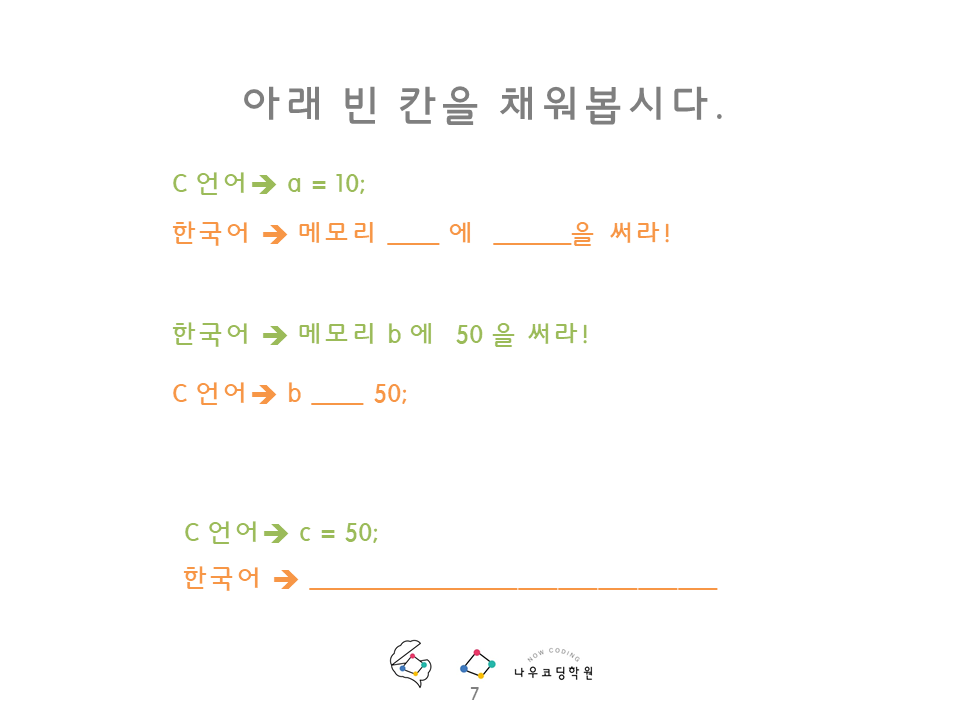 아래 빈 칸을 채워봅시다.
C 언어➔ a = 10;
한국어 ➔ 메모리 ____ 에 ______을 써라!
한국어 ➔ 메모리 b 에 50 을 써라!
C 언어➔ b ____ 50;
C 언어➔ c = 50;
한국어 ➔ ________________________________
NOW CODING
나우코딩학원
7